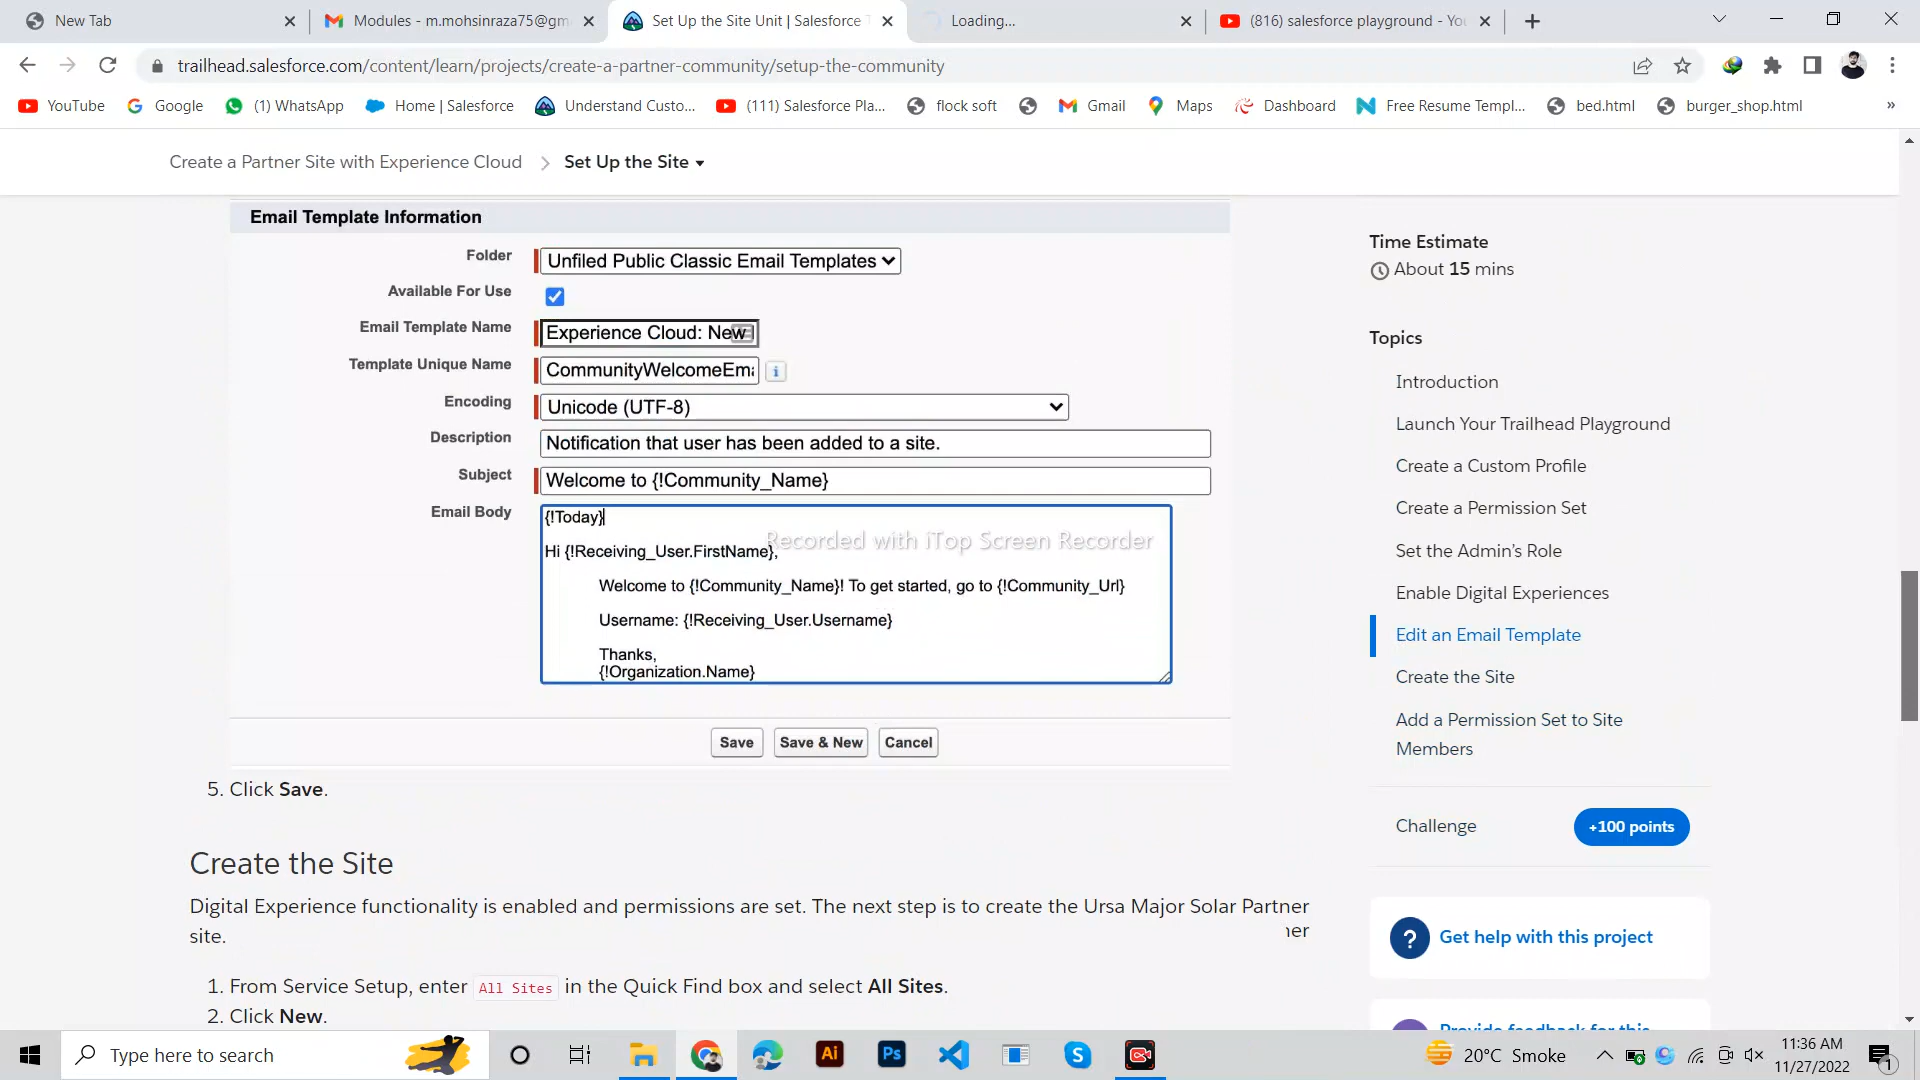 New Tab
Modules - m.mohsinraza75@gm
Set Up the Site Unit | Salesforce T
Loading...
(816) salesforce playground - You
trailhead.salesforce.com/content/learn/projects/create-a-partner-community/setup-the-community
YouTube
Google
(1) WhatsApp
Home | Salesforce
Understand Custo...
(111) Salesforce Pla...
flock soft
Gmail
Maps
Dashboard
Free Resume Templ...
bed.html
burger_shop.html
»
Create a Partner Site with Experience Cloud
Set Up the Site
Email Template Information
Folder
Unfiled Public Classic Email Templates
Available For Use
Email Template Name
Experience Cloud: New
Template Unique Name
CommunityWelcomeEma
Encoding
Unicode (UTF-8)
Description
Notification that user has been added to a site.
Subject
Welcome to {!Community_Name}
Email Body
{!Today}
Hi {!Receiving_User.FirstName},
Welcome to {!Community_Name}! To get started, go to {!Community_Url}
Username: {!Receiving_User.Username}
Thanks,
{!Organization.Name}
Recorded with iTop Screen Recorder
Save
Save & New
Cancel
5. Click Save.
Create the Site
Digital Experience functionality is enabled and permissions are set. The next step is to create the Ursa Major Solar Partner
site.
ner
1. From Service Setup, enter All Sites in the Quick Find box and select All Sites.
2. Click New.
Time Estimate
About 15 mins
Topics
Introduction
Launch Your Trailhead Playground
Create a Custom Profile
Create a Permission Set
Set the Admin's Role
Enable Digital Experiences
Edit an Email Template
Create the Site
Add a Permission Set to Site
Members
Challenge
+100 points
? Get help with this project
Provide feedback for this
Type here to search
Ai
Ps
20°C Smoke
11:36 AM
11/27/2022
1